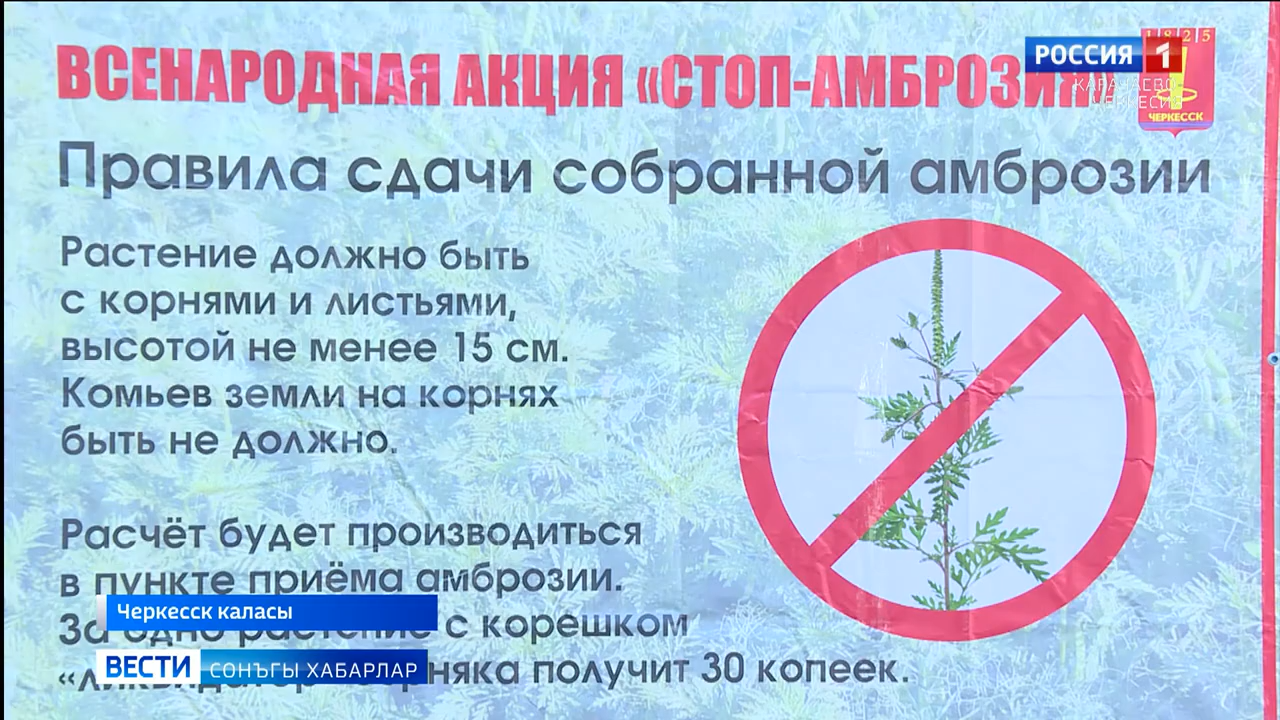 ВСЕНАРОДНАЯ АКЦИЯ «СТОП-АМБРОЗИЯ
РОССИЯ 1
КАРАЧАЕВО-
ЧЕРКЕСИЯ
1825
ЧЕРКЕССК
Правила сдачи собранной амброзии
Растение должно быть
с корнями и листьями,
высотой не менее 15 см.
Комьев земли на корнях
быть не должно.
Расчёт будет производиться
в пункте приёма амброзии.
За одно растение с корешком
получит 30 копеек.
Черкесск каласы
ВЕСТИ СОНЪГЫ ХАБАРЛАР